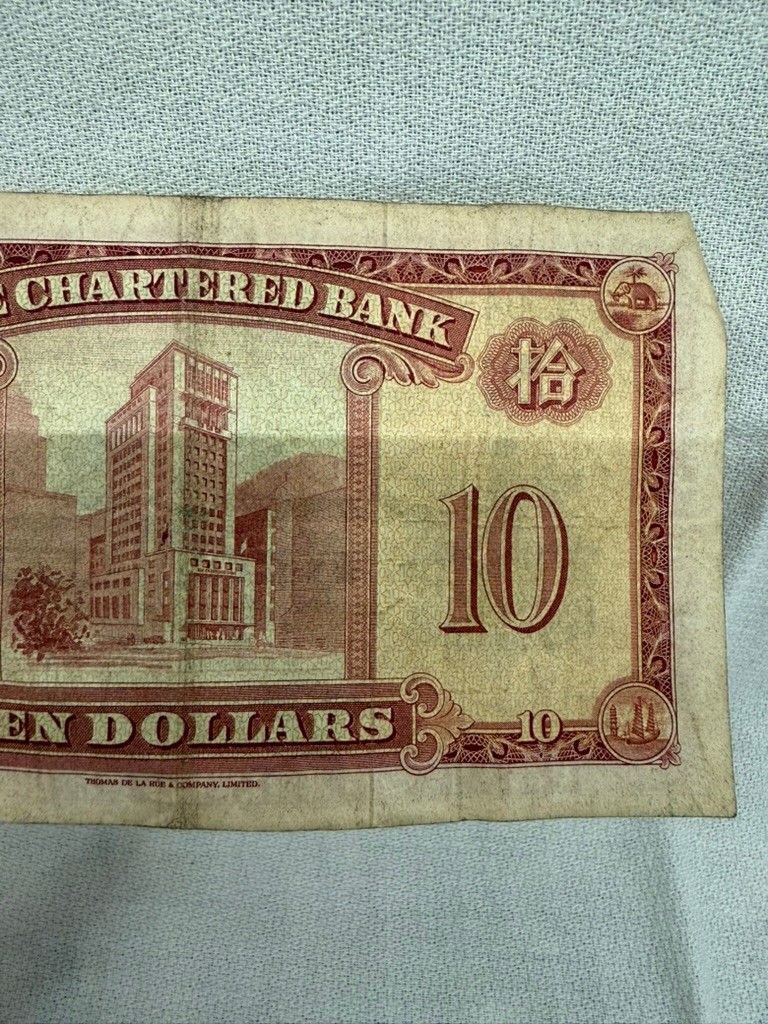 E CHARTERED BANK
拾
10
EN DOLLARS
10
THOMAS DE LA RUE & COMPANY, LIMITED.